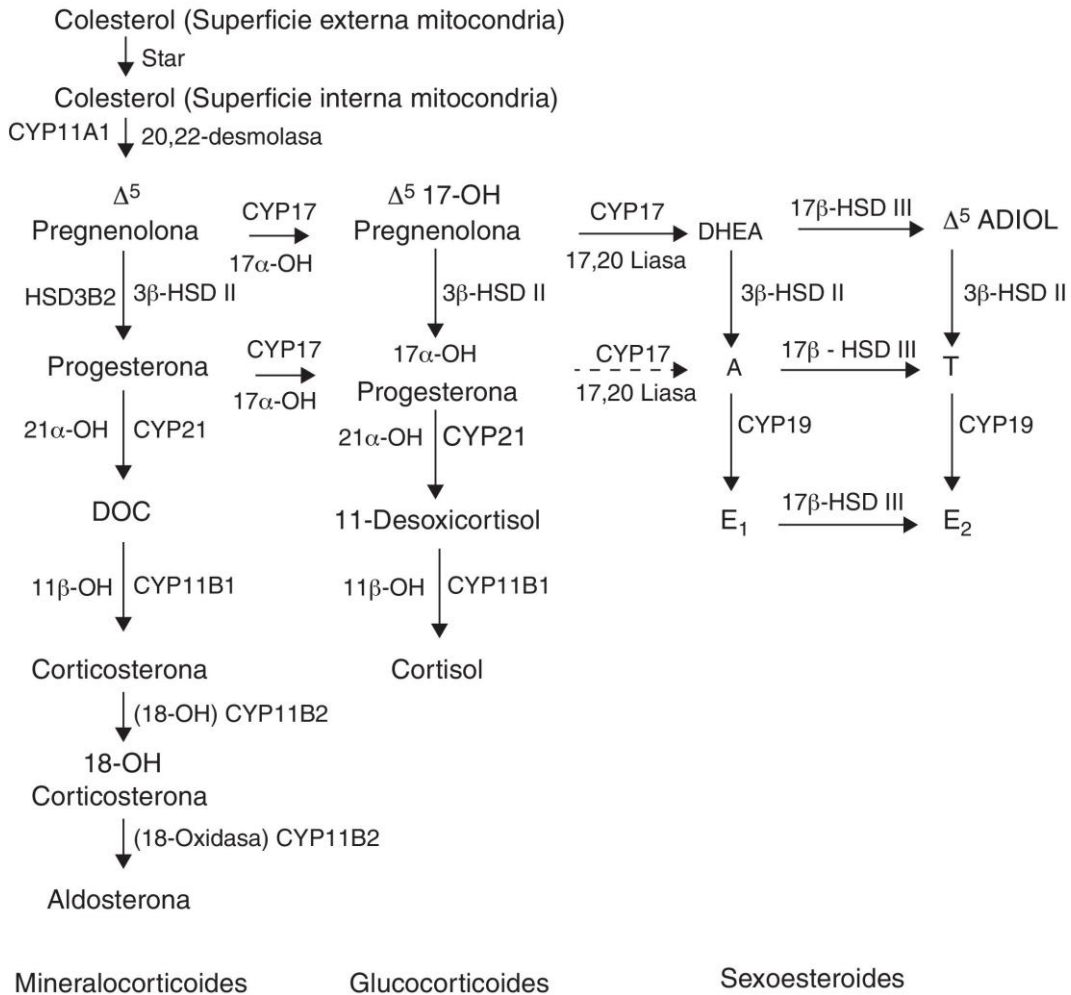 Colesterol (Superficie externa mitocondria)
Star
Colesterol (Superficie interna mitocondria)
CYP11A1 20,22-desmolasa
Δ⁵ CYP17 Δ⁵ 17-OH CYP17 17β-HSD III
Pregnenolona 17α-OH Pregnenolona 17,20 Liasa DHEA Δ⁵ ADIOL
HSD3B2 3β-HSD II 3β-HSD II 3β-HSD II 3β-HSD II
Progesterona CYP17 17α-OH CYP17 A 17β - HSD III T
17α-OH Progesterona 17,20 Liasa
21α-OH CYP21 21α-OH CYP21 CYP19 CYP19
DOC 11-Desoxicortisol E₁ 17β-HSD III E₂
11β-OH CYP11B1 11β-OH CYP11B1
Corticosterona Cortisol
(18-OH) CYP11B2
18-OH
Corticosterona
(18-Oxidasa) CYP11B2
Aldosterona
Mineralocorticoides Glucocorticoides Sexoesteroides